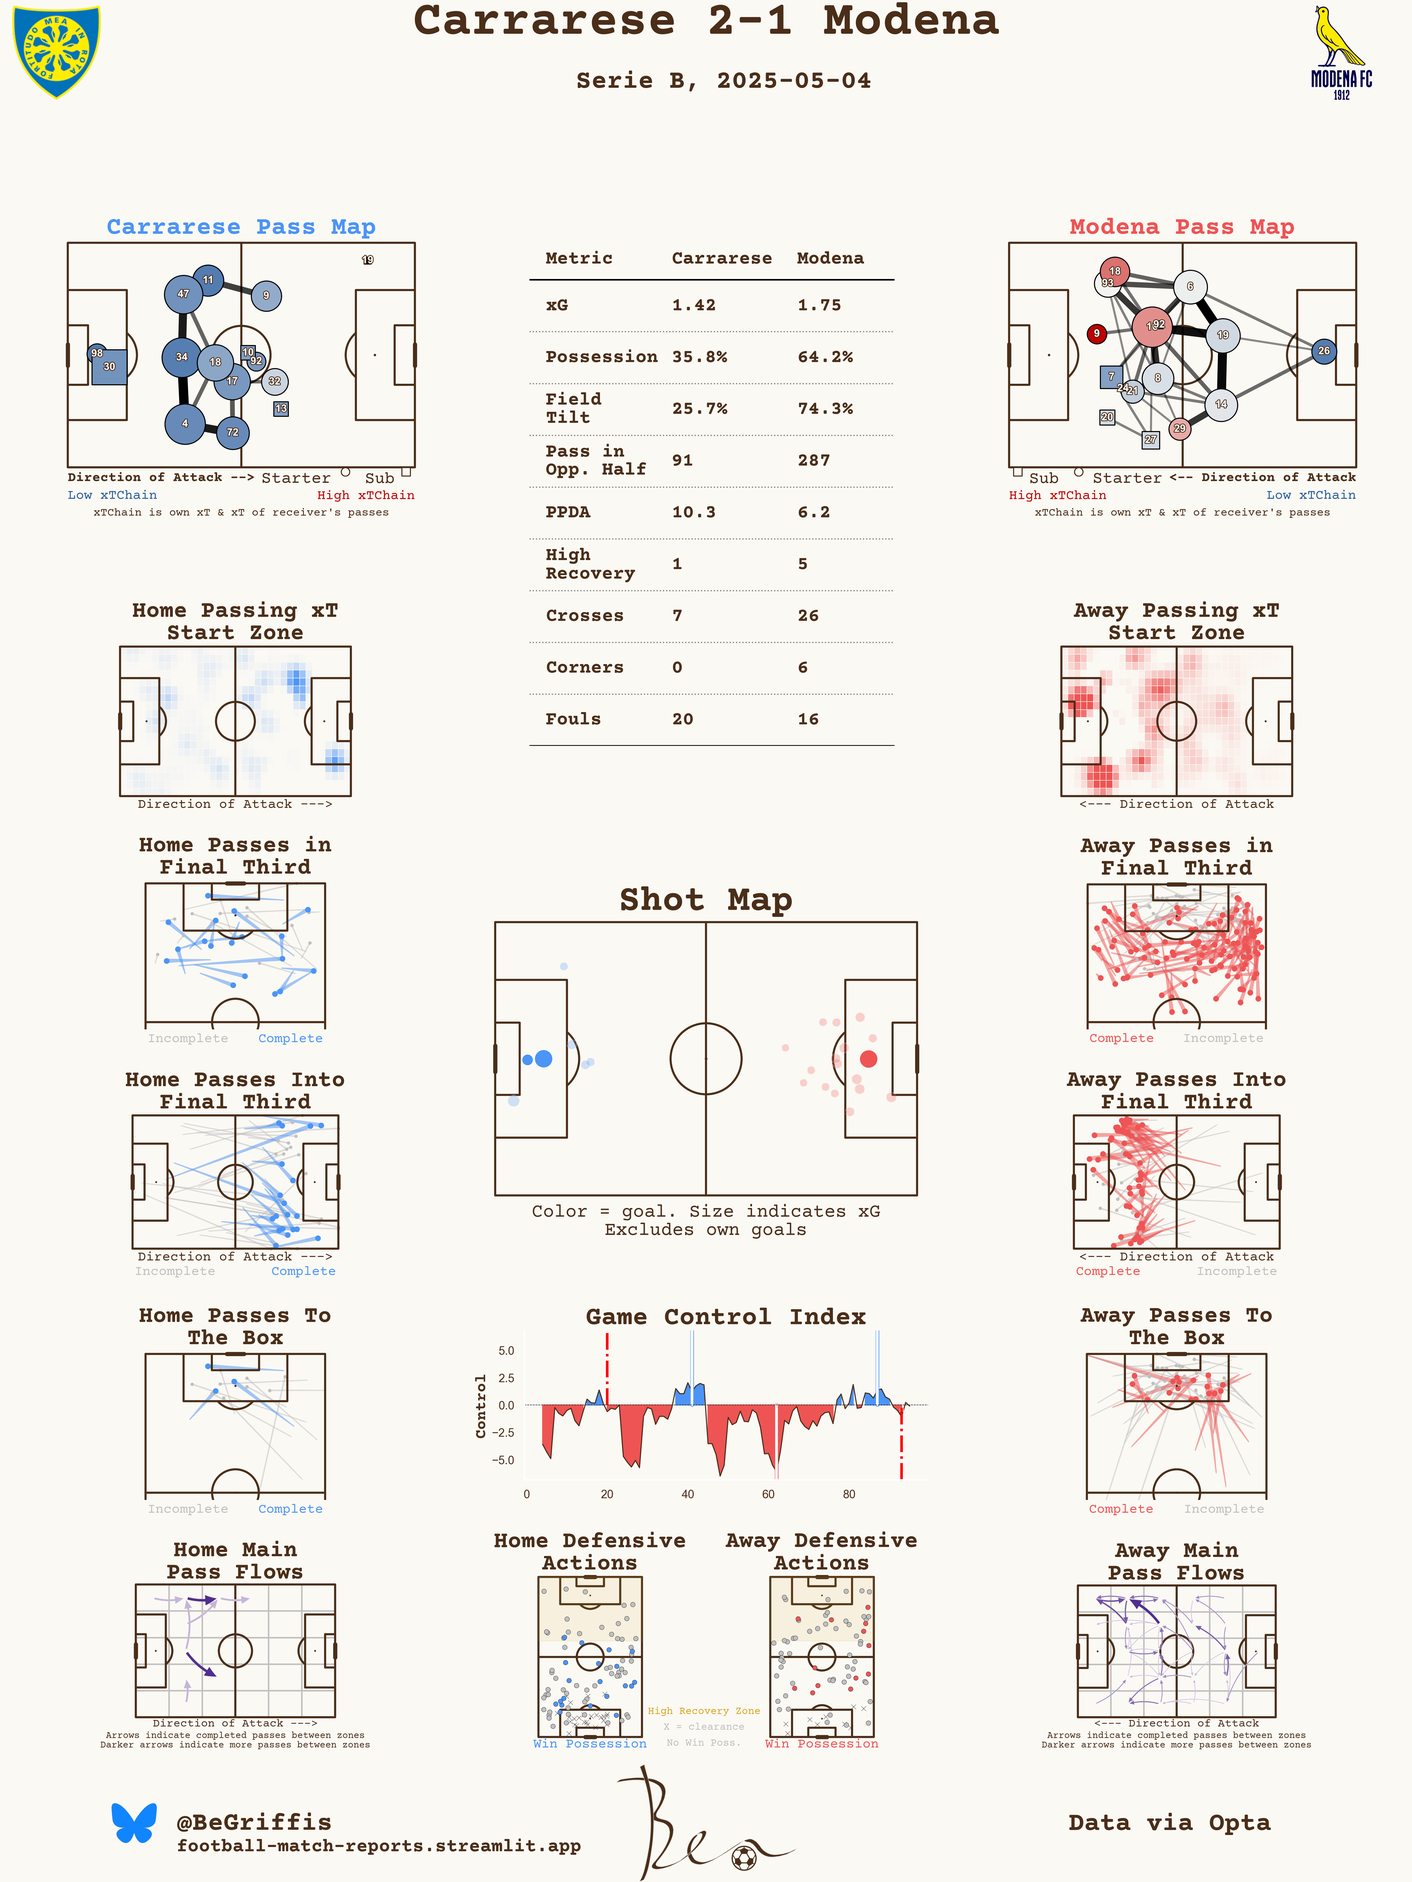 Carrarese 2-1 Modena
Serie B, 2025-05-04
FORTITUDO MEA IN ROTA
MODENA FC
1912
Carrarese Pass Map
19
11
47
9
98
30
34
18
10
92
17
32
13
4
72
Direction of Attack --> Starter Sub
Low xTChain High xTChain
xTChain is own xT & xT of receiver's passes
Metric Carrarese Modena
xG 1.42 1.75
Possession 35.8% 64.2%
Field
Tilt 25.7% 74.3%
Pass in
Opp. Half 91 287
PPDA 10.3 6.2
High
Recovery 1 5
Crosses 7 26
Corners 0 6
Fouls 20 16
Modena Pass Map
18
93
6
9
92
19
26
7
21
8
14
20
27
29
Sub Starter <-- Direction of Attack
High xTChain Low xTChain
xTChain is own xT & xT of receiver's passes
Home Passing xT
Start Zone
Direction of Attack --->
Away Passing xT
Start Zone
<--- Direction of Attack
Home Passes in
Final Third
Incomplete Complete
Shot Map
Color = goal. Size indicates xG
Excludes own goals
Away Passes in
Final Third
Complete Incomplete
Home Passes Into
Final Third
Direction of Attack --->
Incomplete Complete
Away Passes Into
Final Third
<--- Direction of Attack
Complete Incomplete
Home Passes To
The Box
Incomplete Complete
Game Control Index
Control
5.0
2.5
0.0
−2.5
−5.0
0 20 40 60 80
Away Passes To
The Box
Complete Incomplete
Home Main
Pass Flows
Direction of Attack --->
Arrows indicate completed passes between zones
Darker arrows indicate more passes between zones
Home Defensive
Actions
Win Possession
High Recovery Zone
X = clearance
No Win Poss.
Away Defensive
Actions
Win Possession
Away Main
Pass Flows
<--- Direction of Attack
Arrows indicate completed passes between zones
Darker arrows indicate more passes between zones
@BeGriffis
football-match-reports.streamlit.app
Ben
Data via Opta